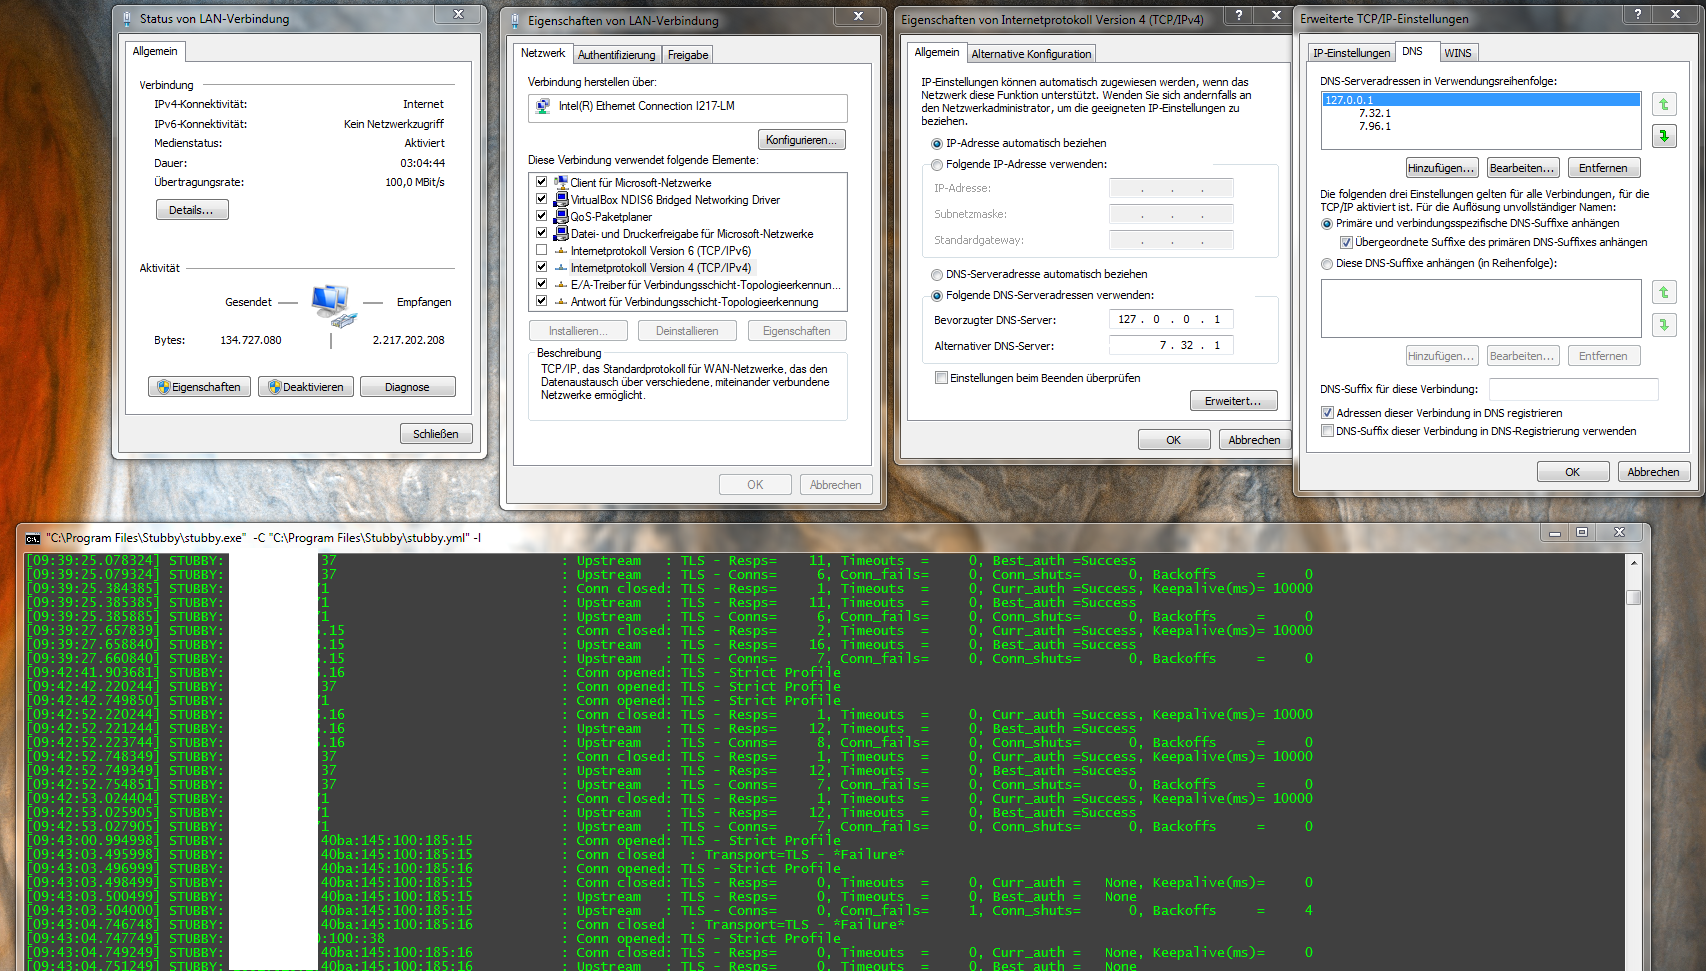 Status von LAN-Verbindung
Allgemein
Verbindung
IPv4-Konnektivität: Internet
IPv6-Konnektivität: Kein Netzwerkzugriff
Medienstatus: Aktiviert
Dauer: 03:04:44
Übertragungsrate: 100,0 MBit/s
Details...
Aktivität
Gesendet Empfangen
Bytes: 134.727.080 2.217.202.208
Eigenschaften Deaktivieren Diagnose
Schließen
Eigenschaften von LAN-Verbindung
Netzwerk Authentifizierung Freigabe
Verbindung herstellen über:
Intel(R) Ethernet Connection I217-LM
Konfigurieren...
Diese Verbindung verwendet folgende Elemente:
Client für Microsoft-Netzwerke
VirtualBox NDIS6 Bridged Networking Driver
QoS-Paketplaner
Datei- und Druckerfreigabe für Microsoft-Netzwerke
Internetprotokoll Version 6 (TCP/IPv6)
Internetprotokoll Version 4 (TCP/IPv4)
E/A-Treiber für Verbindungsschicht-Topologieerkennun...
Antwort für Verbindungsschicht-Topologieerkennung
Installieren... Deinstallieren Eigenschaften
Beschreibung
TCP/IP, das Standardprotokoll für WAN-Netzwerke, das den
Datenaustausch über verschiedene, miteinander verbundene
Netzwerke ermöglicht.
OK Abbrechen
Eigenschaften von Internetprotokoll Version 4 (TCP/IPv4)
Allgemein Alternative Konfiguration
IP-Einstellungen können automatisch zugewiesen werden, wenn das
Netzwerk diese Funktion unterstützt. Wenden Sie sich andernfalls an
den Netzwerkadministrator, um die geeigneten IP-Einstellungen zu
beziehen.
IP-Adresse automatisch beziehen
Folgende IP-Adresse verwenden:
IP-Adresse: . . .
Subnetzmaske: . . .
Standardgateway: . . .
DNS-Serveradresse automatisch beziehen
Folgende DNS-Serveradressen verwenden:
Bevorzugter DNS-Server: 127 . 0 . 0 . 1
Alternativer DNS-Server: 7 . 32 . 1
Einstellungen beim Beenden überprüfen
Erweitert...
OK Abbrechen
Erweiterte TCP/IP-Einstellungen
IP-Einstellungen DNS WINS
DNS-Serveradressen in Verwendungsreihenfolge:
127.0.0.1
7.32.1
7.96.1
Hinzufügen... Bearbeiten... Entfernen
Die folgenden drei Einstellungen gelten für alle Verbindungen, für die
TCP/IP aktiviert ist. Für die Auflösung unvollständiger Namen:
Primäre und verbindungsspezifische DNS-Suffixe anhängen
Übergeordnete Suffixe des primären DNS-Suffixes anhängen
Diese DNS-Suffixe anhängen (in Reihenfolge):
Hinzufügen... Bearbeiten... Entfernen
DNS-Suffix für diese Verbindung:
Adressen dieser Verbindung in DNS registrieren
DNS-Suffix dieser Verbindung in DNS-Registrierung verwenden
OK Abbrechen
"C:\Program Files\Stubby\stubby.exe" -C "C:\Program Files\Stubby\stubby.yml" -l
[09:39:25.078324] STUBBY: 37 : Upstream : TLS - Resps= 11, Timeouts = 0, Best_auth =Success
[09:39:25.079324] STUBBY: 37 : Upstream : TLS - Conns= 6, Conn_fails= 0, Conn_shuts= 0, Backoffs = 0
[09:39:25.384385] STUBBY: /1 : Conn closed: TLS - Resps= 1, Timeouts = 0, Curr_auth =Success, Keepalive(ms)= 10000
[09:39:25.385385] STUBBY: /1 : Upstream : TLS - Resps= 11, Timeouts = 0, Best_auth =Success
[09:39:25.385885] STUBBY: /1 : Upstream : TLS - Conns= 6, Conn_fails= 0, Conn_shuts= 0, Backoffs = 0
[09:39:27.657839] STUBBY: .15 : Conn closed: TLS - Resps= 2, Timeouts = 0, Curr_auth =Success, Keepalive(ms)= 10000
[09:39:27.658840] STUBBY: .15 : Upstream : TLS - Resps= 16, Timeouts = 0, Best_auth =Success
[09:39:27.660840] STUBBY: .15 : Upstream : TLS - Conns= 7, Conn_fails= 0, Conn_shuts= 0, Backoffs = 0
[09:42:41.903681] STUBBY: .16 : Conn opened: TLS - Strict Profile
[09:42:42.220244] STUBBY: 37 : Conn opened: TLS - Strict Profile
[09:42:42.749850] STUBBY: /1 : Conn opened: TLS - Strict Profile
[09:42:52.220244] STUBBY: .16 : Conn closed: TLS - Resps= 1, Timeouts = 0, Curr_auth =Success, Keepalive(ms)= 10000
[09:42:52.221244] STUBBY: .16 : Upstream : TLS - Resps= 12, Timeouts = 0, Best_auth =Success
[09:42:52.223744] STUBBY: .16 : Upstream : TLS - Conns= 8, Conn_fails= 0, Conn_shuts= 0, Backoffs = 0
[09:42:52.748349] STUBBY: 37 : Conn closed: TLS - Resps= 1, Timeouts = 0, Curr_auth =Success, Keepalive(ms)= 10000
[09:42:52.749349] STUBBY: 37 : Upstream : TLS - Resps= 12, Timeouts = 0, Best_auth =Success
[09:42:52.754851] STUBBY: 37 : Upstream : TLS - Conns= 7, Conn_fails= 0, Conn_shuts= 0, Backoffs = 0
[09:42:53.024404] STUBBY: /1 : Conn closed: TLS - Resps= 1, Timeouts = 0, Curr_auth =Success, Keepalive(ms)= 10000
[09:42:53.025905] STUBBY: /1 : Upstream : TLS - Resps= 12, Timeouts = 0, Best_auth =Success
[09:42:53.027905] STUBBY: /1 : Upstream : TLS - Conns= 7, Conn_fails= 0, Conn_shuts= 0, Backoffs = 0
[09:43:00.994998] STUBBY: 40ba:145:100:185:15 : Conn opened: TLS - Strict Profile
[09:43:03.495998] STUBBY: 40ba:145:100:185:15 : Conn closed : Transport=TLS - *Failure*
[09:43:03.496999] STUBBY: 40ba:145:100:185:16 : Conn opened: TLS - Strict Profile
[09:43:03.498499] STUBBY: 40ba:145:100:185:15 : Conn closed: TLS - Resps= 0, Timeouts = 0, Curr_auth = None, Keepalive(ms)= 0
[09:43:03.500499] STUBBY: 40ba:145:100:185:15 : Upstream : TLS - Resps= 0, Timeouts = 0, Best_auth = None
[09:43:03.504000] STUBBY: 40ba:145:100:185:15 : Upstream : TLS - Conns= 0, Conn_fails= 1, Conn_shuts= 0, Backoffs = 4
[09:43:04.746748] STUBBY: 40ba:145:100:185:16 : Conn closed : Transport=TLS - *Failure*
[09:43:04.747749] STUBBY: :100::38 : Conn opened: TLS - Strict Profile
[09:43:04.749249] STUBBY: 40ba:145:100:185:16 : Conn closed: TLS - Resps= 0, Timeouts = 0, Curr_auth = None, Keepalive(ms)= 0
[09:43:04.751249] STUBBY: 40ba:145:100:185:16 : Upstream : TLS - Resps= 0, Timeouts = 0, Best_auth = None